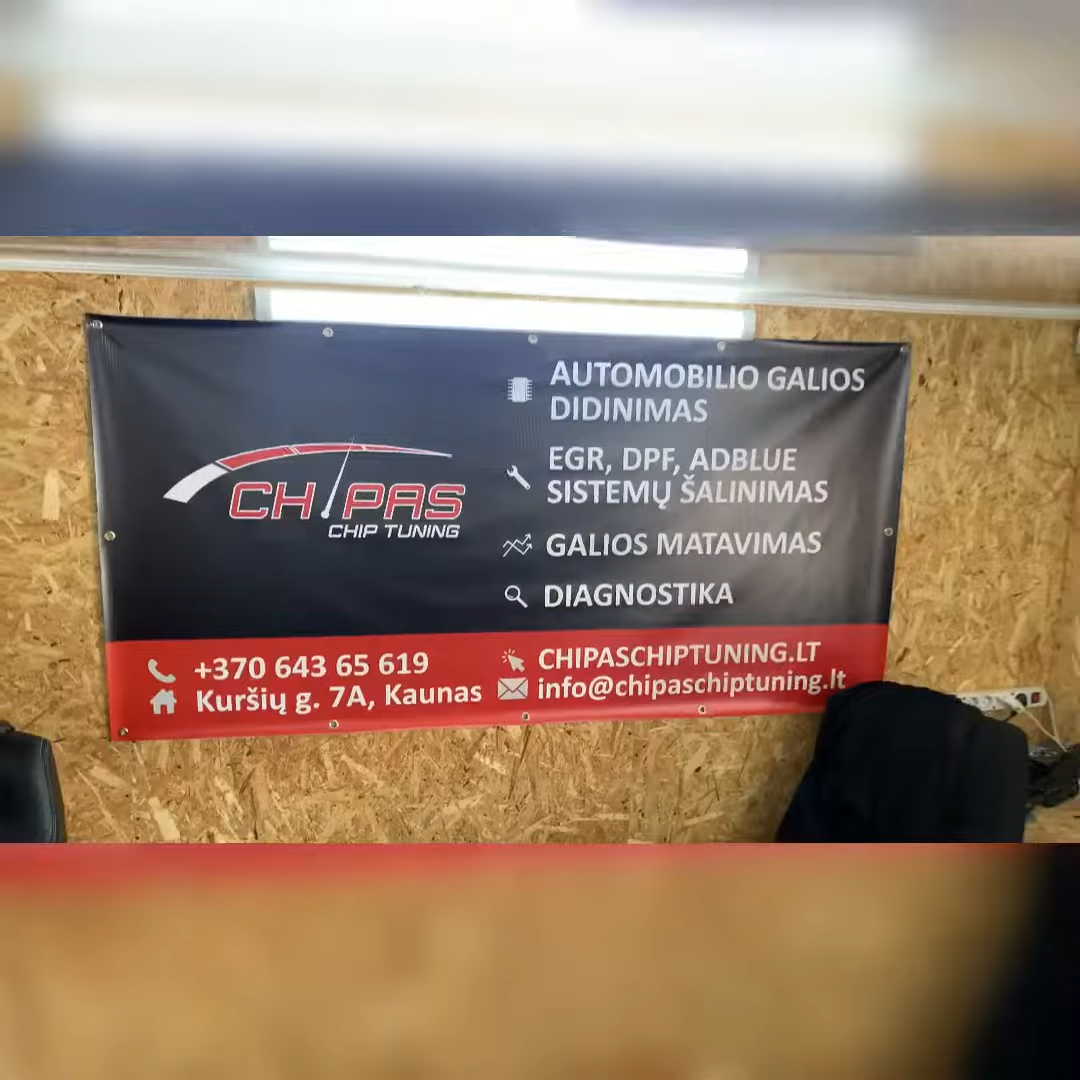 CHIPAS
CHIP TUNING
AUTOMOBILIO GALIOS
DIDINIMAS
EGR, DPF, ADBLUE
SISTEMŲ ŠALINIMAS
GALIOS MATAVIMAS
DIAGNOSTIKA
+370 643 65 619
Kuršių g. 7A, Kaunas
CHIPASCHIPTUNING.LT
info@chipaschiptuning.lt